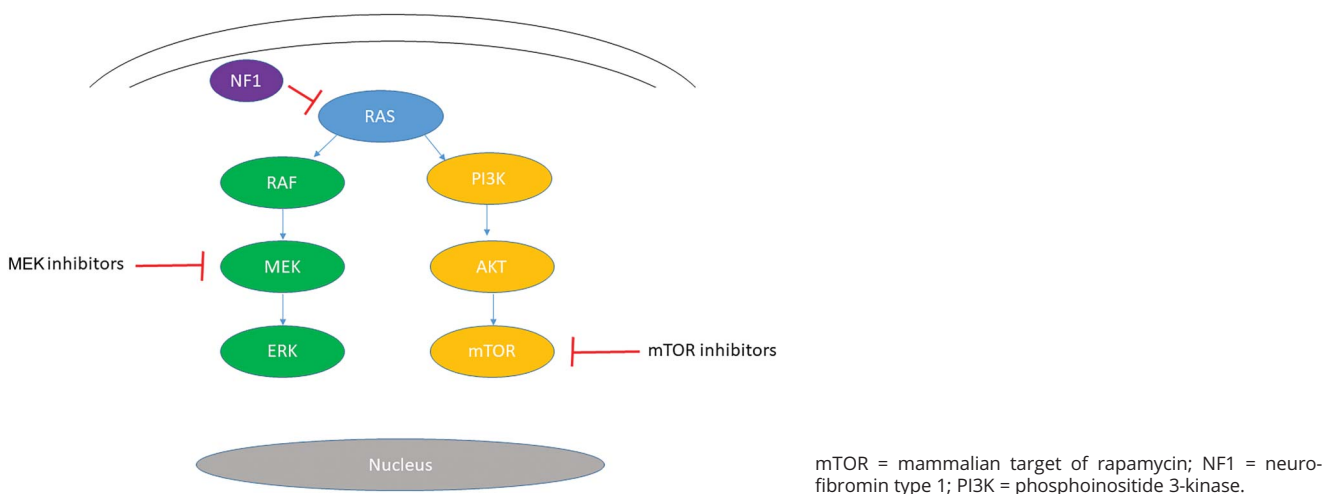 NF1
RAS
RAF
PI3K
MEK inhibitors
MEK
AKT
ERK
mTOR
mTOR inhibitors
Nucleus
mTOR = mammalian target of rapamycin; NF1 = neuro-
fibromin type 1; PI3K = phosphoinositide 3-kinase.